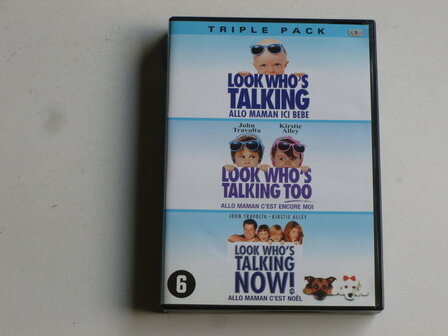 TRIPLE PACK
LOOK WHO'S
TALKING
ALLO MAMAN ICI BEBE
John Travolta
Kirstie Alley
LOOK WHO'S
TALKING TOO
ALLO MAMAN C'EST ENCORE MOI
JOHN TRAVOLTA · KIRSTIE ALLEY
LOOK WHO'S
TALKING
NOW!
ALLO MAMAN C'EST NOËL
6